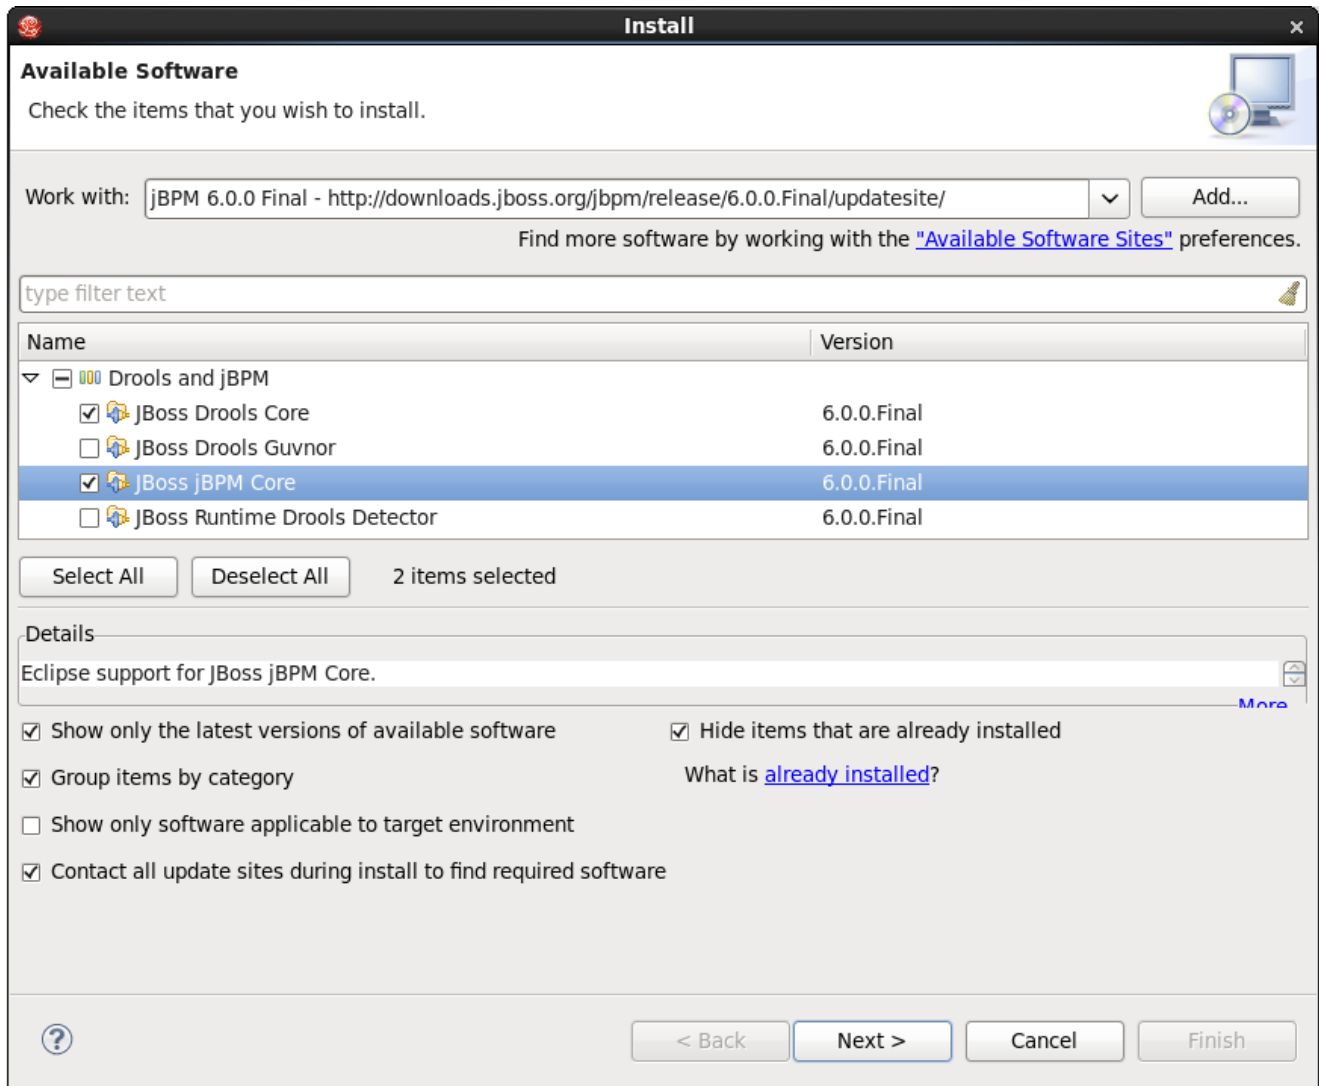 Install
Available Software
Check the items that you wish to install.
Work with: jBPM 6.0.0 Final - http://downloads.jboss.org/jbpm/release/6.0.0.Final/updatesite/ Add...
Find more software by working with the "Available Software Sites" preferences.
type filter text
Name Version
Drools and jBPM
JBoss Drools Core 6.0.0.Final
JBoss Drools Guvnor 6.0.0.Final
JBoss jBPM Core 6.0.0.Final
JBoss Runtime Drools Detector 6.0.0.Final
Select All Deselect All 2 items selected
Details
Eclipse support for JBoss jBPM Core.
More
Show only the latest versions of available software Hide items that are already installed
Group items by category What is already installed?
Show only software applicable to target environment
Contact all update sites during install to find required software
? < Back Next > Cancel Finish